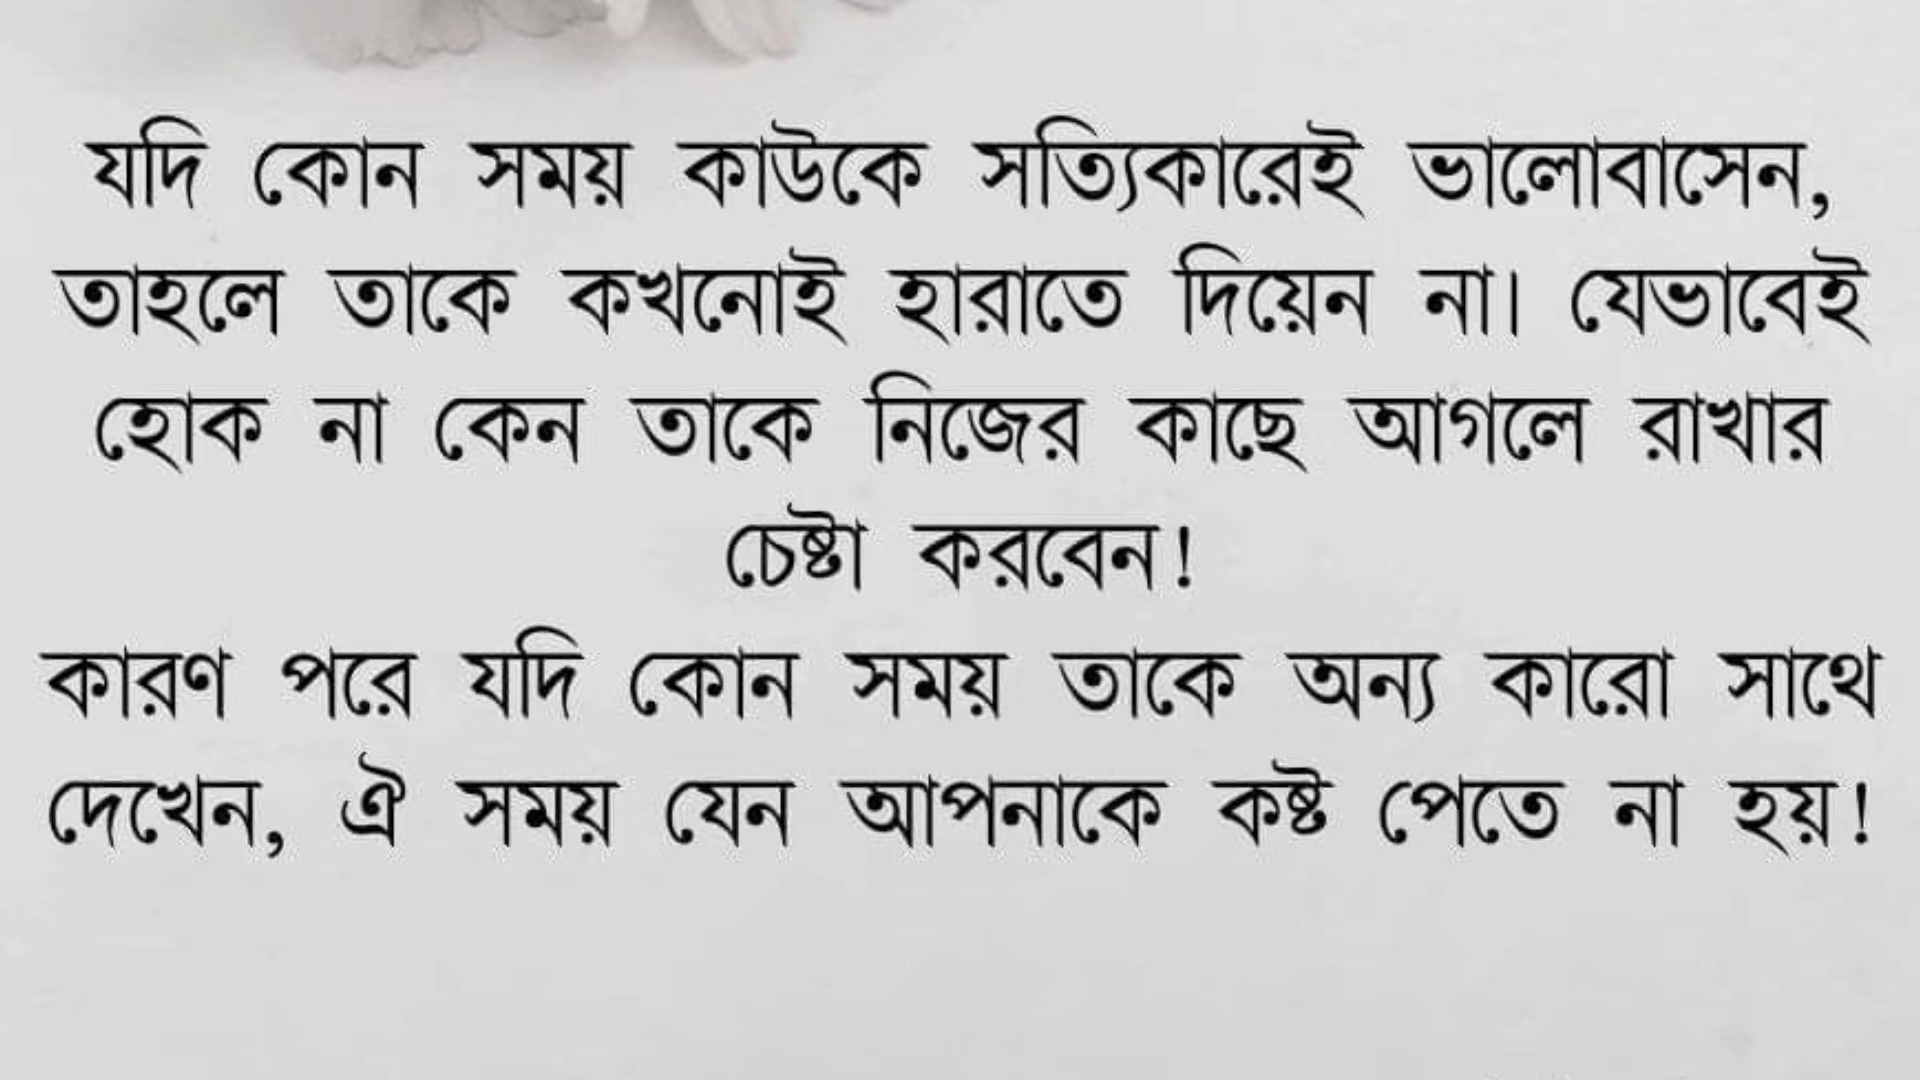 যদি কোন সময় কাউকে সত্যিকারেই ভালোবাসেন,
তাহলে তাকে কখনোই হারাতে দিয়েন না। যেভাবেই
হোক না কেন তাকে নিজের কাছে আগলে রাখার
চেষ্টা করবেন!
কারণ পরে যদি কোন সময় তাকে অন্য কারো সাথে
দেখেন, ঐ সময় যেন আপনাকে কষ্ট পেতে না হয়!